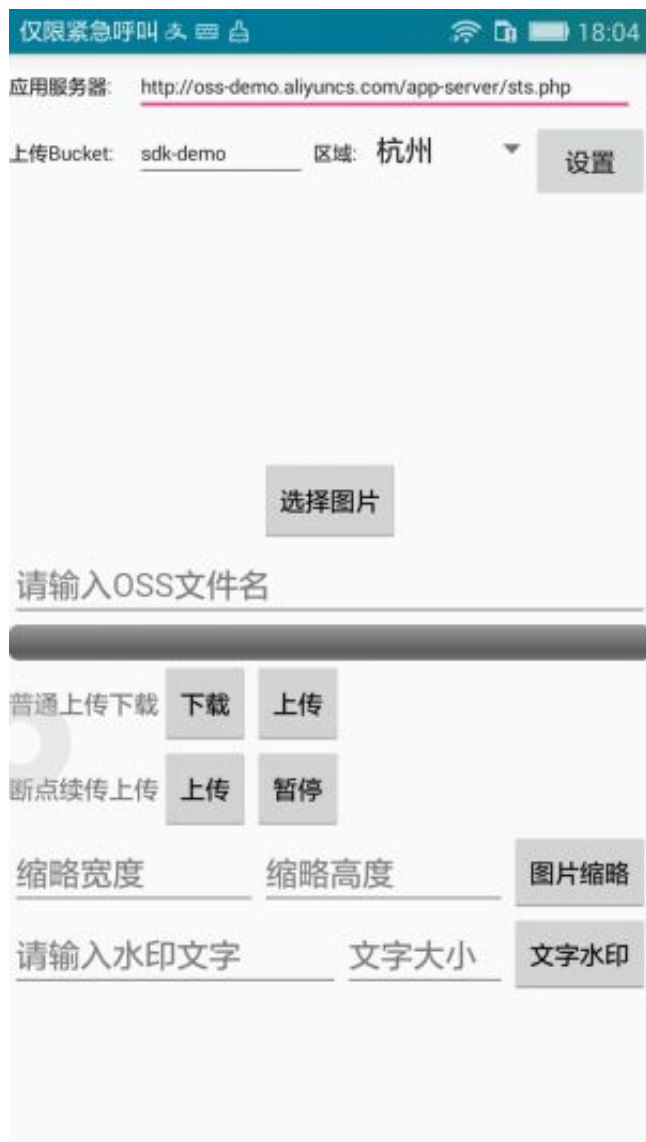 仅限紧急呼叫 18:04
应用服务器: http://oss-demo.aliyuncs.com/app-server/sts.php
上传Bucket: sdk-demo 区域: 杭州 设置
选择图片
请输入OSS文件名
普通上传下载 下载 上传
断点续传上传 上传 暂停
缩略宽度 缩略高度 图片缩略
请输入水印文字 文字大小 文字水印